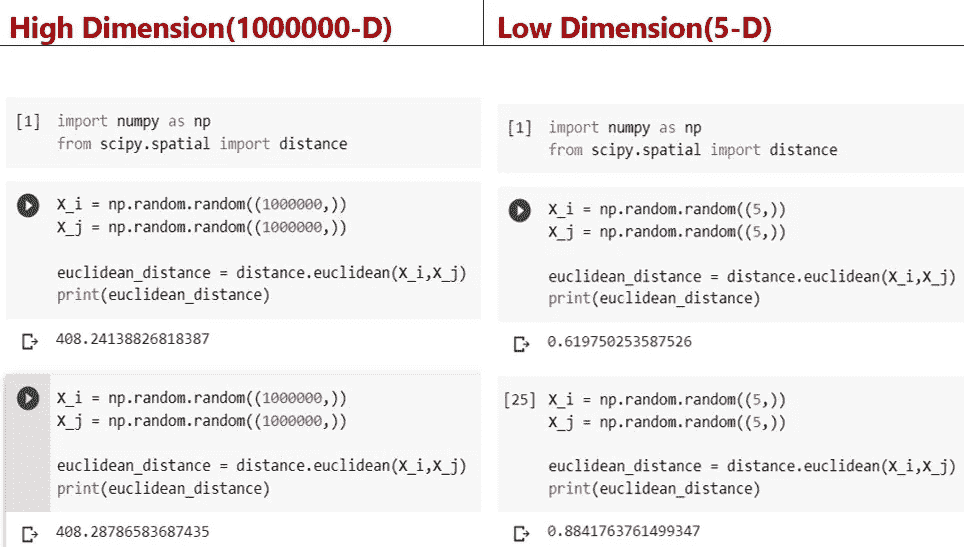 High Dimension(1000000-D)
[1] import numpy as np
from scipy.spatial import distance
X_i = np.random.random((1000000,))
X_j = np.random.random((1000000,))
euclidean_distance = distance.euclidean(X_i,X_j)
print(euclidean_distance)
408.24138826818387
X_i = np.random.random((1000000,))
X_j = np.random.random((1000000,))
euclidean_distance = distance.euclidean(X_i,X_j)
print(euclidean_distance)
408.28786583687435
Low Dimension(5-D)
[1] import numpy as np
from scipy.spatial import distance
X_i = np.random.random((5,))
X_j = np.random.random((5,))
euclidean_distance = distance.euclidean(X_i,X_j)
print(euclidean_distance)
0.619750253587526
[25] X_i = np.random.random((5,))
X_j = np.random.random((5,))
euclidean_distance = distance.euclidean(X_i,X_j)
print(euclidean_distance)
0.8841763761499347